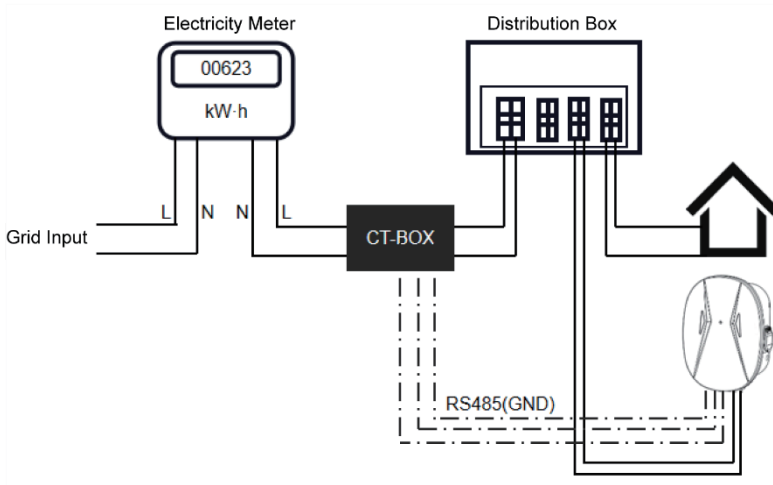 Electricity Meter
Distribution Box
00623
kW·h
L N N L
Grid Input
CT-BOX
RS485(GND)